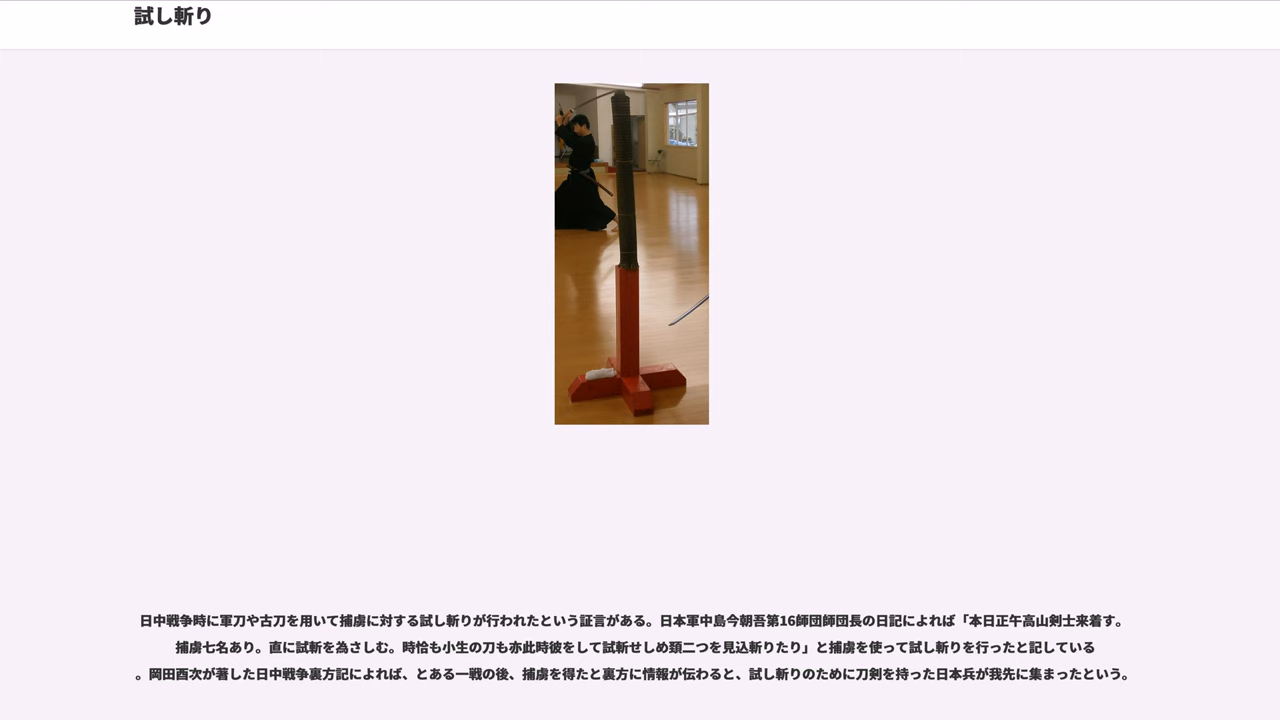 試し斬り
日中戦争時に軍刀や古刀を用いて捕虜に対する試し斬りが行われたという証言がある。日本軍中島今朝吾第16師団師団長の日記によれば「本日正午高山剣士来着す。
捕虜七名あり。直に試斬を為さしむ。時恰も小生の刀も亦此時彼をして試斬せしめ頚二つを見込斬りたり」と捕虜を使って試し斬りを行ったと記している
。岡田酉次が著した日中戦争裏方記によれば、とある一戦の後、捕虜を得たと裏方に情報が伝わると、試し斬りのために刀剣を持った日本兵が我先に集まったという。